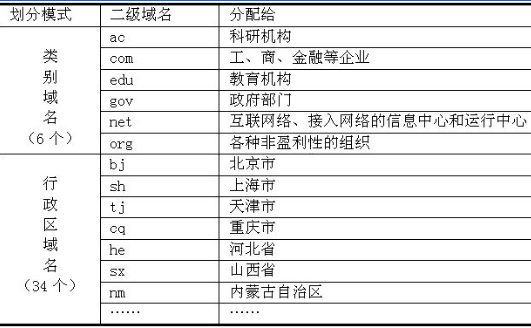 划分模式 二级域名 分配给
类别域名（6个） ac 科研机构
com 工、商、金融等企业
edu 教育机构
gov 政府部门
net 互联网络、接入网络的信息中心和运行中心
org 各种非盈利性的组织
行政区域名（34个） bj 北京市
sh 上海市
tj 天津市
cq 重庆市
he 河北省
sx 山西省
nm 内蒙古自治区
…… ……